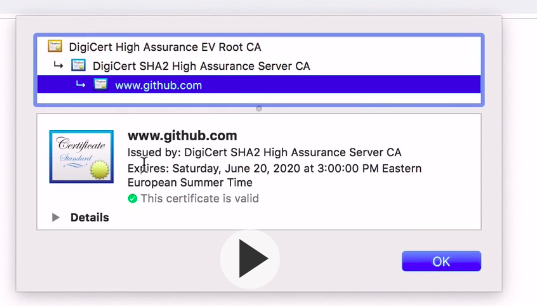 DigiCert High Assurance EV Root CA
DigiCert SHA2 High Assurance Server CA
www.github.com
Certificate
Standard
www.github.com
Issued by: DigiCert SHA2 High Assurance Server CA
Expires: Saturday, June 20, 2020 at 3:00:00 PM Eastern
European Summer Time
This certificate is valid
Details
OK